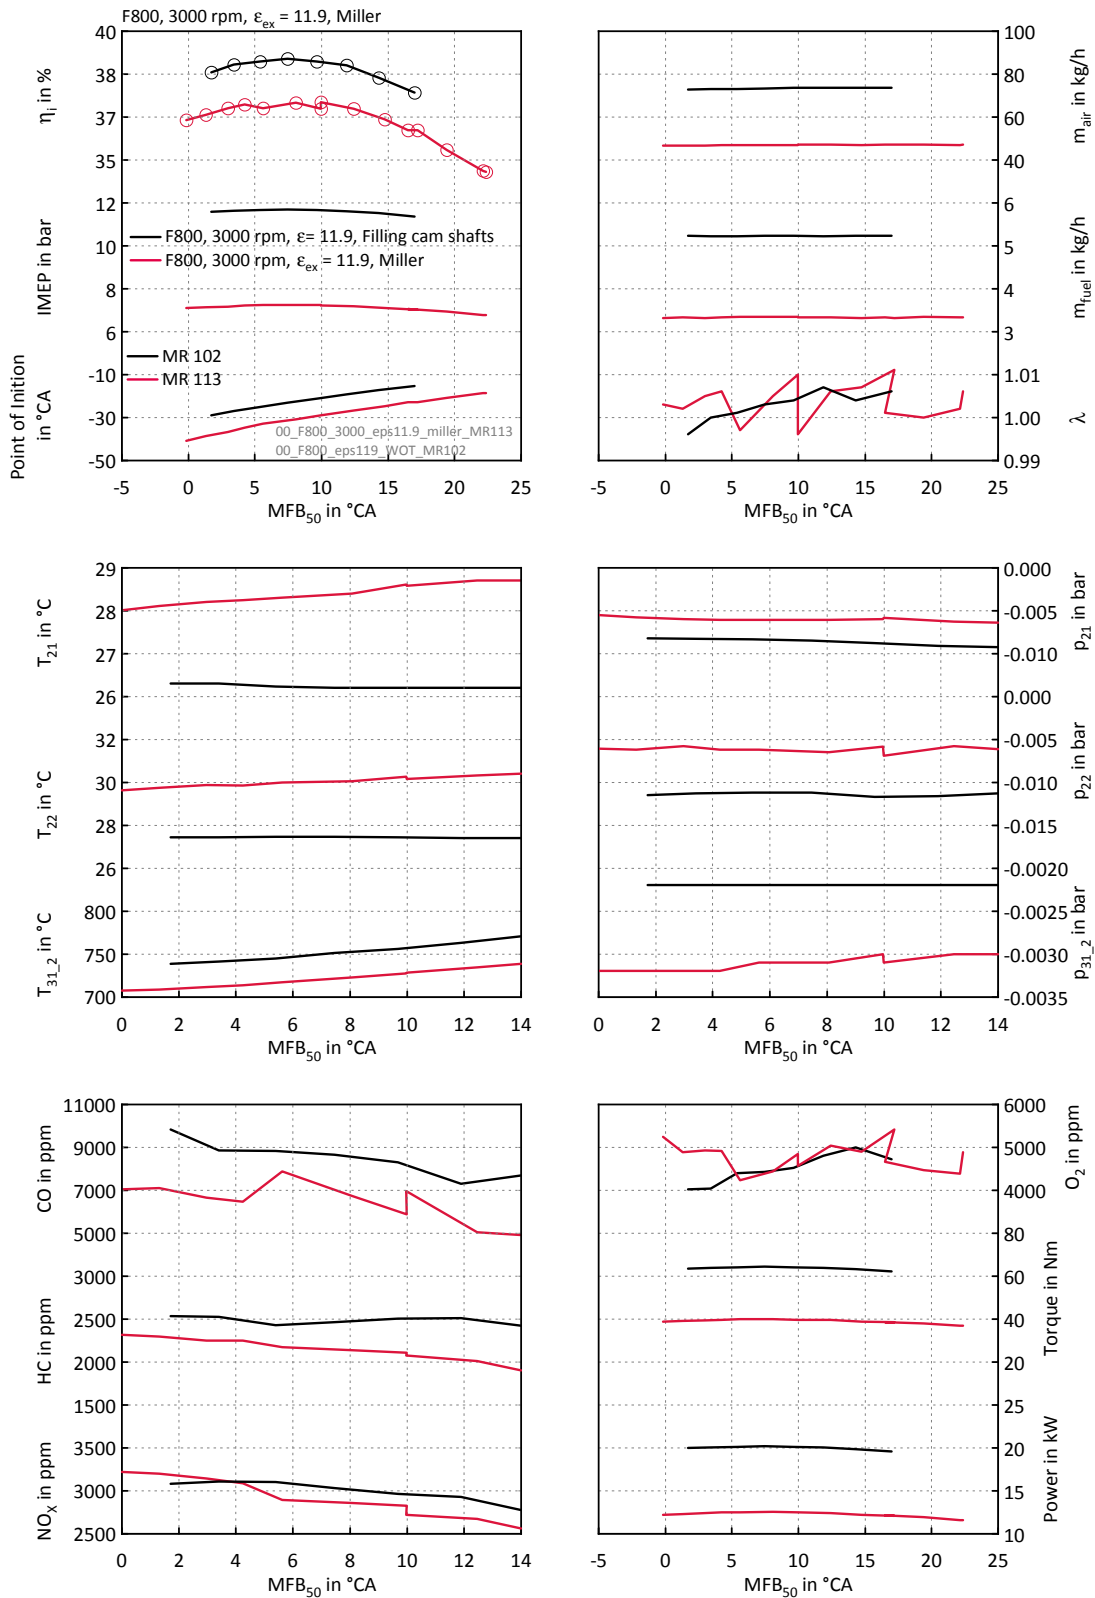 F800, 3000 rpm, εex = 11.9, Miller
40
38
37
35
ηi in %
12
10
8
6
IMEP in bar
F800, 3000 rpm, ε= 11.9, Filling cam shafts
F800, 3000 rpm, εex = 11.9, Miller
MR 102
MR 113
-10
-30
-50
Point of Inition
in °CA
00_F800_3000_eps11.9_miller_MR113
00_F800_eps119_WOT_MR102
-5 0 5 10 15 20 25
MFB50 in °CA
100
80
60
40
mair in kg/h
6
5
4
3
mfuel in kg/h
1.01
1.00
0.99
λ
-5 0 5 10 15 20 25
MFB50 in °CA
29
28
27
26
T21 in °C
32
30
28
26
T22 in °C
800
750
700
T31_2 in °C
0 2 4 6 8 10 12 14
MFB50 in °CA
0.000
-0.005
-0.010
p21 in bar
0.000
-0.005
-0.010
-0.015
p22 in bar
-0.0020
-0.0025
-0.0030
-0.0035
p31_2 in bar
0 2 4 6 8 10 12 14
MFB50 in °CA
11000
9000
7000
5000
3000
CO in ppm
2500
2000
1500
HC in ppm
3500
3000
2500
NOX in ppm
0 2 4 6 8 10 12 14
MFB50 in °CA
6000
5000
4000
O2 in ppm
80
60
40
20
Torque in Nm
25
20
15
10
Power in kW
-5 0 5 10 15 20 25
MFB50 in °CA